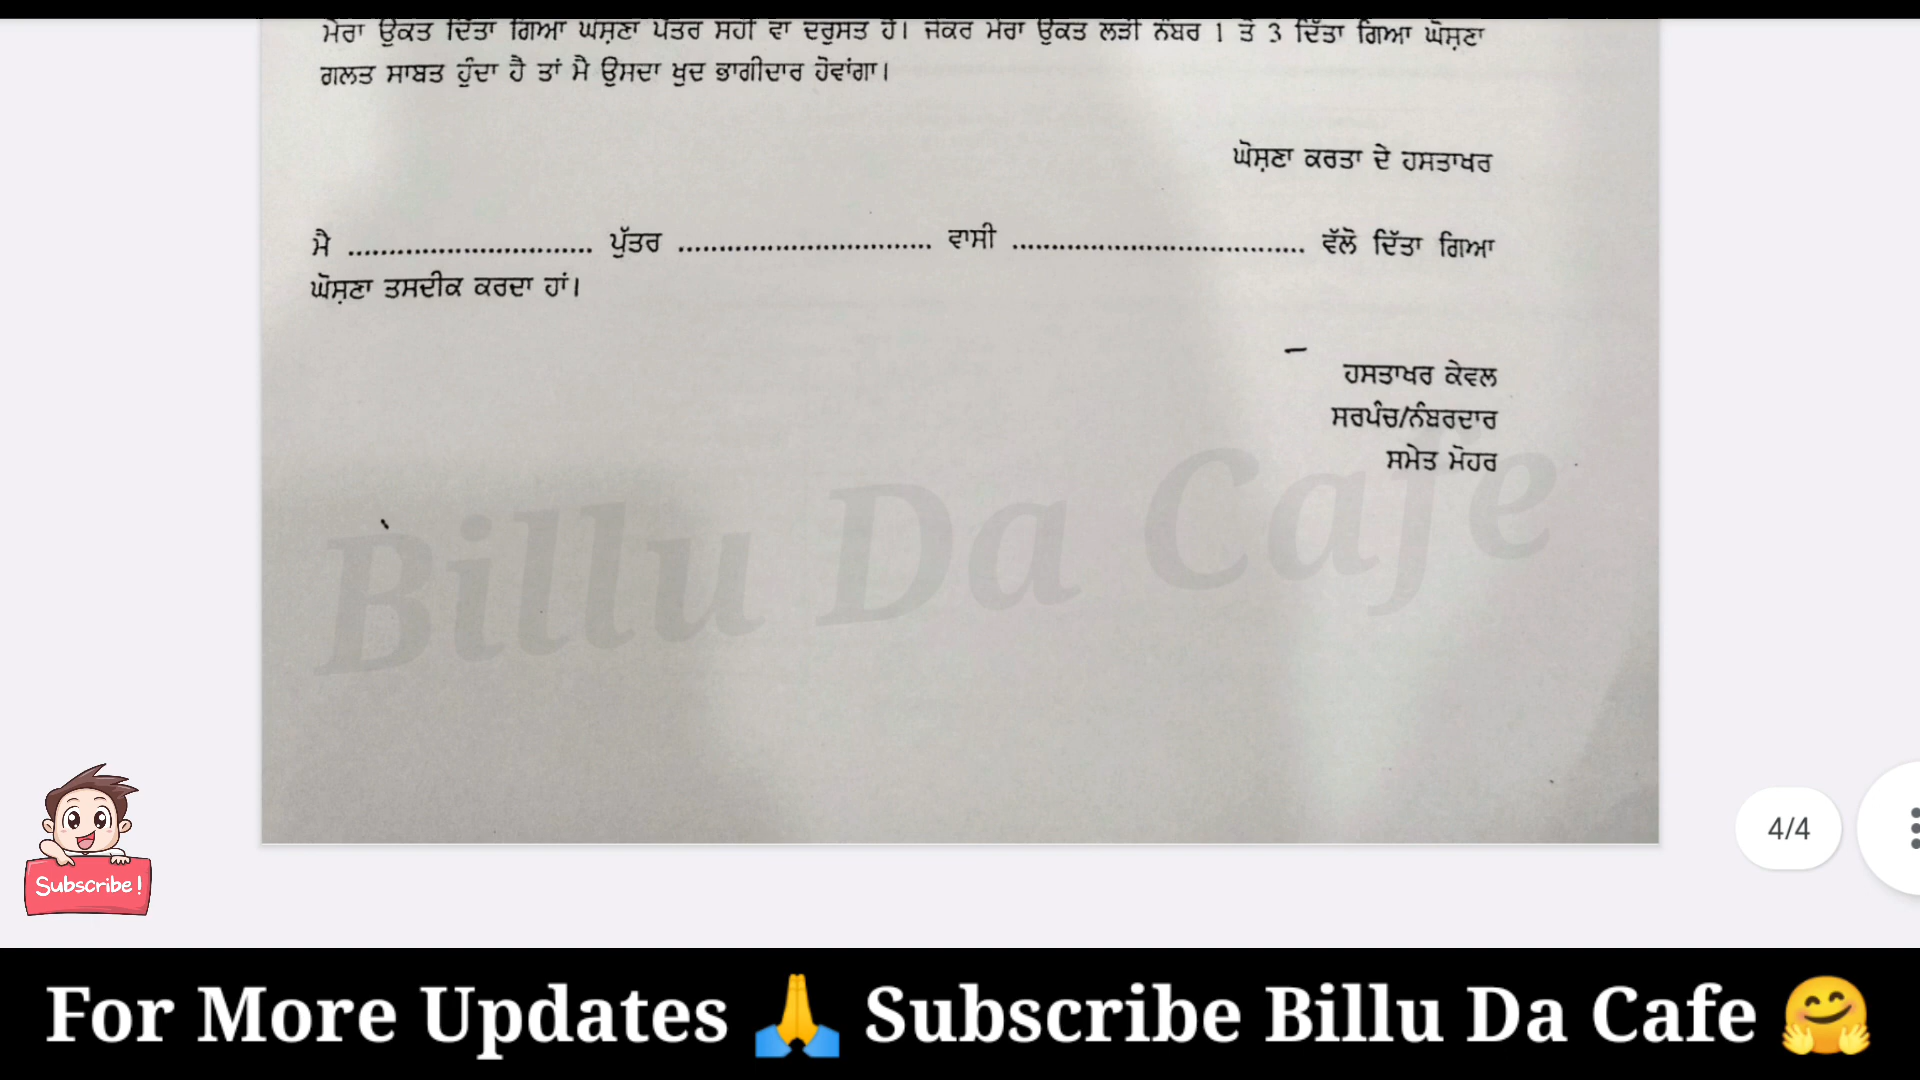 ਮੇਰਾ ਉਕਤ ਦਿੱਤਾ ਗਿਆ ਘੋਸ਼ਣਾ ਪੱਤਰ ਸਹੀ ਵਾ ਦਰੁਸਤ ਹੈ। ਜੇਕਰ ਮੇਰਾ ਉਕਤ ਲੜੀ ਨੰਬਰ 1 ਤੋਂ 3 ਦਿੱਤਾ ਗਿਆ ਘੋਸ਼ਣਾ
ਗਲਤ ਸਾਬਤ ਹੁੰਦਾ ਹੈ ਤਾਂ ਮੈ ਉਸਦਾ ਖੁਦ ਭਾਗੀਦਾਰ ਹੋਵਾਂਗਾ।
ਘੋਸ਼ਣਾ ਕਰਤਾ ਦੇ ਹਸਤਾਖਰ
ਮੈ .............................. ਪੁੱਤਰ ............................... ਵਾਸੀ .................................... ਵੱਲੋ ਦਿੱਤਾ ਗਿਆ
ਘੋਸ਼ਣਾ ਤਸਦੀਕ ਕਰਦਾ ਹਾਂ।
ਹਸਤਾਖਰ ਕੇਵਲ
ਸਰਪੰਚ/ਨੰਬਰਦਾਰ
ਸਮੇਤ ਮੋਹਰ
Billu Da Cafe
Subscribe!
4/4
For More Updates 🙏 Subscribe Billu Da Cafe 🤗